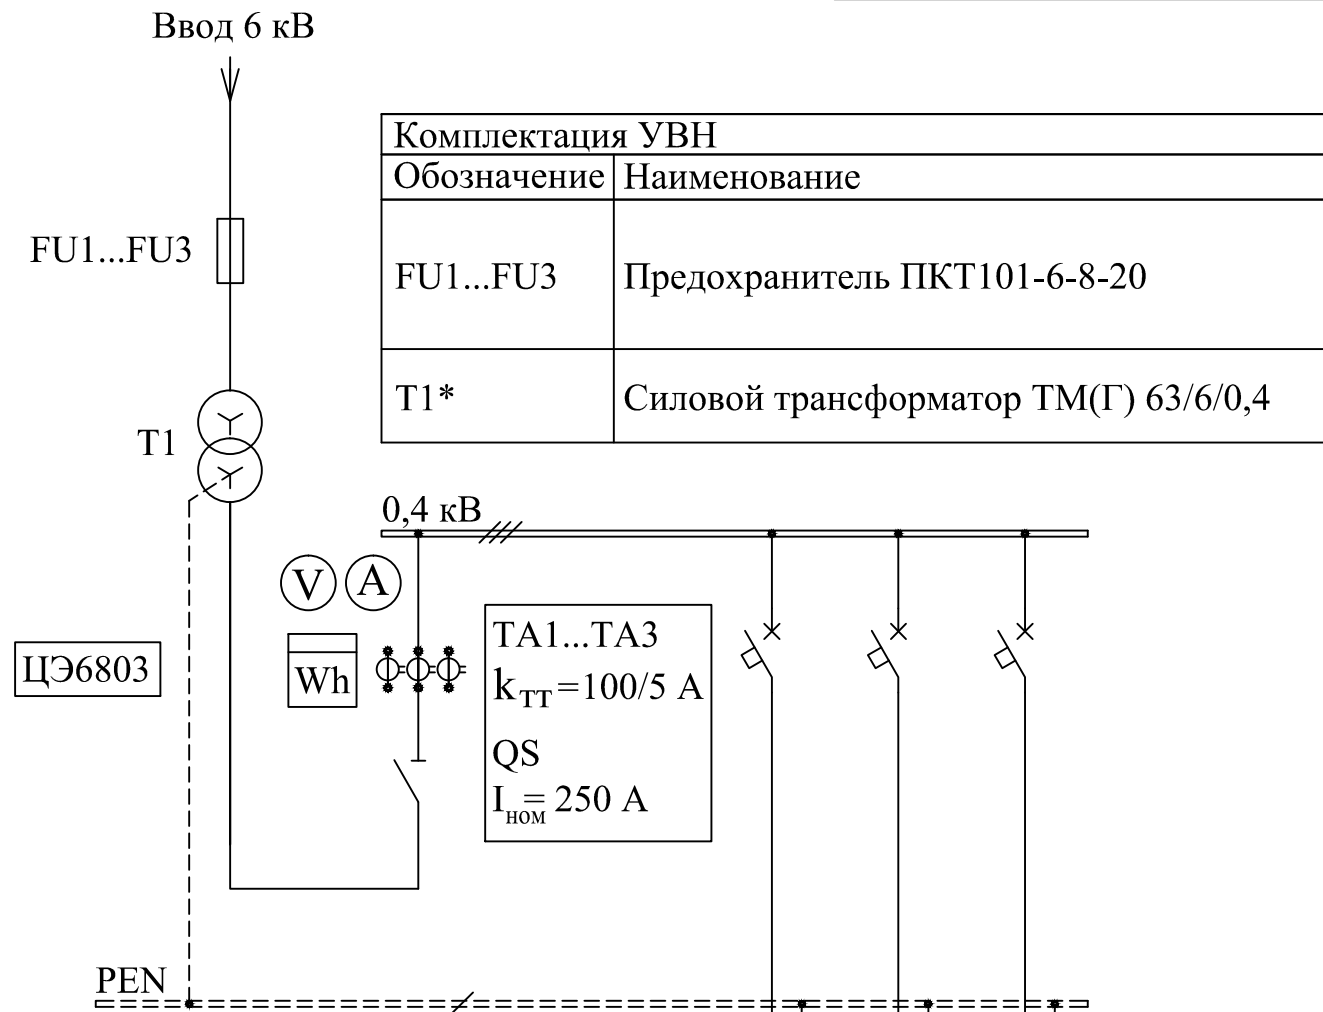 Ввод 6 кВ
Комплектация УВН
Обозначение Наименование
FU1...FU3
FU1...FU3 Предохранитель ПКТ101-6-8-20
T1* Силовой трансформатор ТМ(Г) 63/6/0,4
T1
0,4 кВ
V A
ЦЭ6803
Wh
TA1...TA3
kТТ=100/5 А
QS
Iном= 250 А
PEN